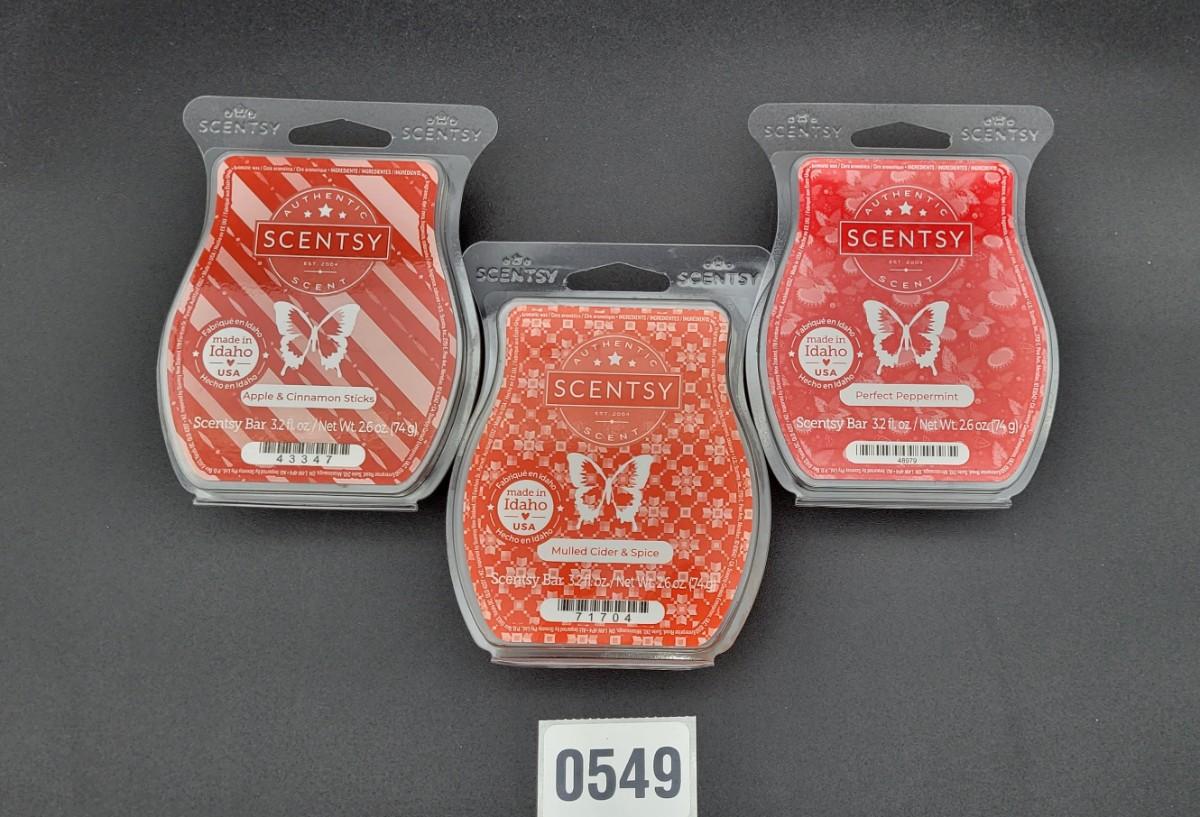 SCENTSY
SCENTSY
AUTHENTIC
SCENTSY
EST. 2004
SCENT
Fabriqué en Idaho
made in
Idaho
USA
Hecho en Idaho
Apple & Cinnamon Sticks
Scentsy Bar 3.2 fl. oz. / Net Wt. 2.6 oz. (74 g)
43347
SCENTSY
SCENTSY
AUTHENTIC
SCENTSY
EST. 2004
SCENT
Fabriqué en Idaho
made in
Idaho
USA
Hecho en Idaho
Mulled Cider & Spice
Scentsy Bar 3.2 fl. oz. / Net Wt. 2.6 oz. (74 g)
71704
SCENTSY
SCENTSY
AUTHENTIC
SCENTSY
EST. 2004
SCENT
Fabriqué en Idaho
made in
Idaho
USA
Hecho en Idaho
Perfect Peppermint
Scentsy Bar 3.2 fl. oz. / Net Wt. 2.6 oz. (74 g)
48979
0549